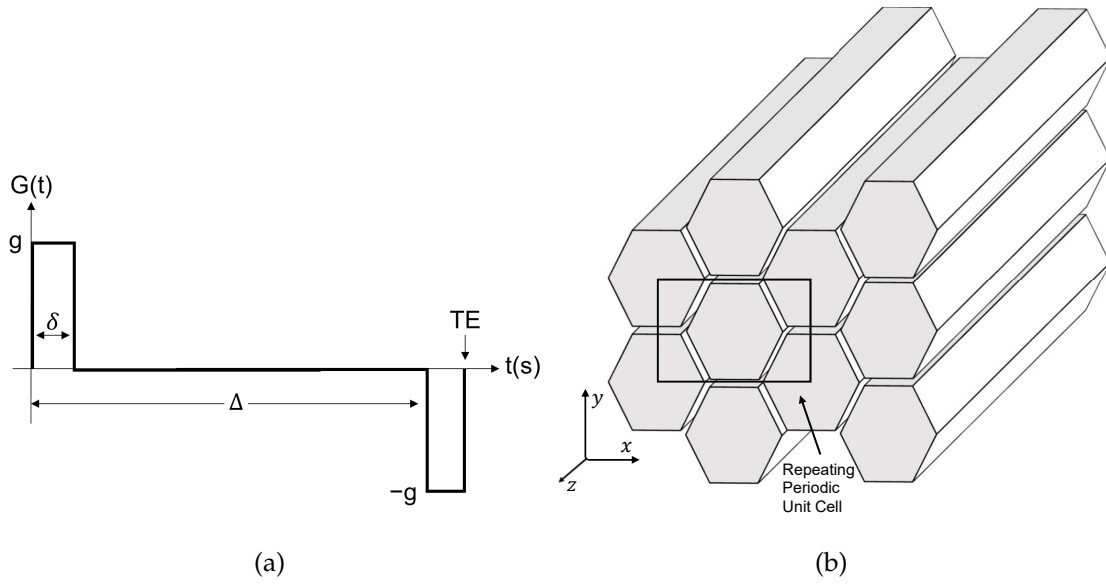 G(t)
g
δ
TE
t(s)
Δ
−g
(a)
y
x
z
Repeating
Periodic
Unit Cell
(b)